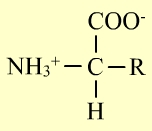 COO⁻
NH3⁺ – C – R
H